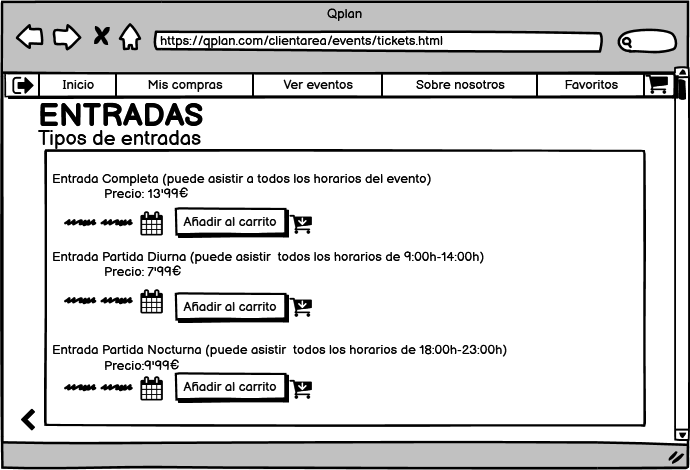 Qplan
https://qplan.com/clientarea/events/tickets.html
Inicio
Mis compras
Ver eventos
Sobre nosotros
Favoritos
ENTRADAS
Tipos de entradas
Entrada Completa (puede asistir a todos los horarios del evento)
Precio: 13'99€
Añadir al carrito
Entrada Partida Diurna (puede asistir todos los horarios de 9:00h-14:00h)
Precio: 7'99€
Añadir al carrito
Entrada Partida Nocturna (puede asistir todos los horarios de 18:00h-23:00h)
Precio:9'99€
Añadir al carrito